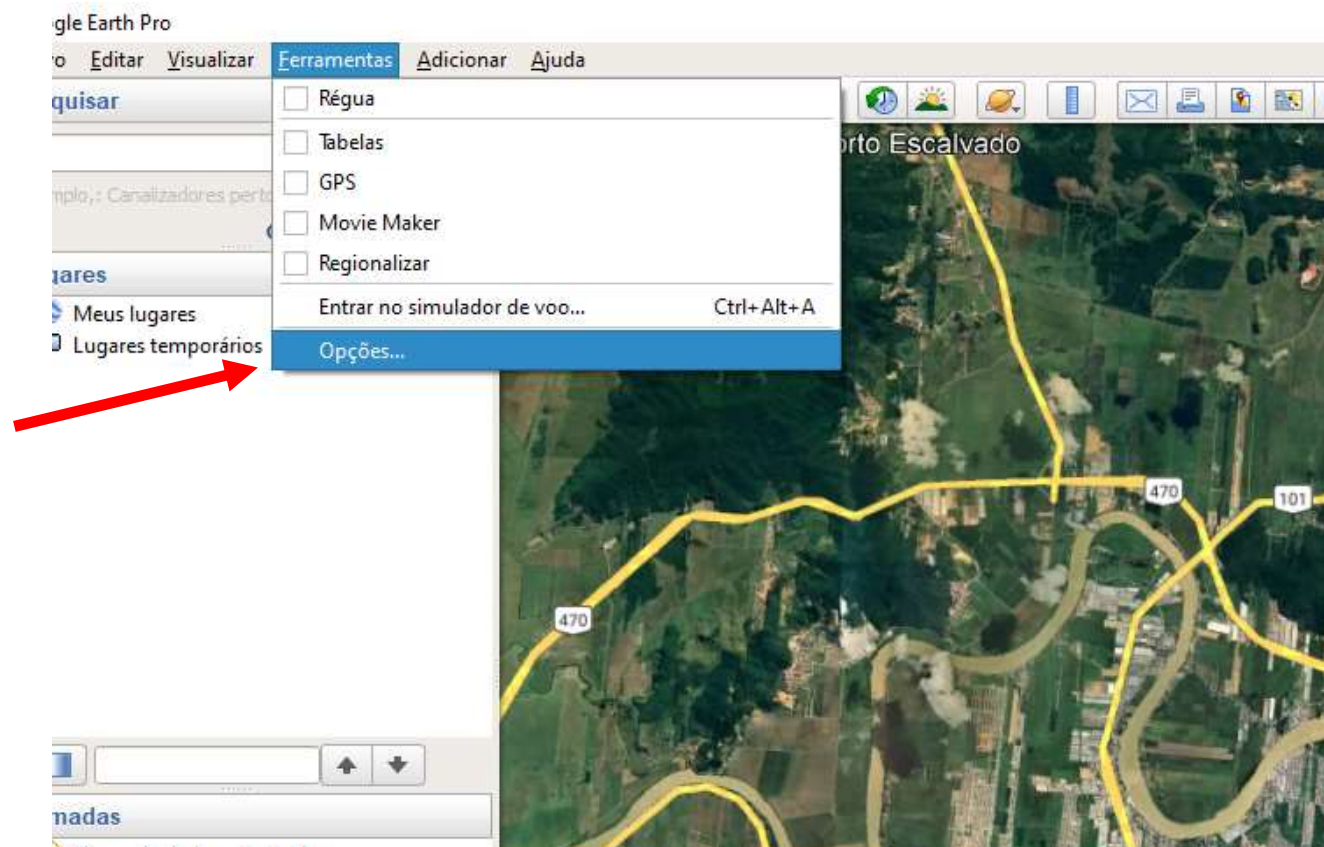 gle Earth Pro
o Editar Visualizar Ferramentas Adicionar Ajuda
quisar
Régua
Tabelas
rto Escalvado
mplo,: Canalizadores perto
GPS
Movie Maker
Regionalizar
gares
Meus lugares
Entrar no simulador de voo... Ctrl+Alt+A
Lugares temporários
Opções...
470
101
470
madas